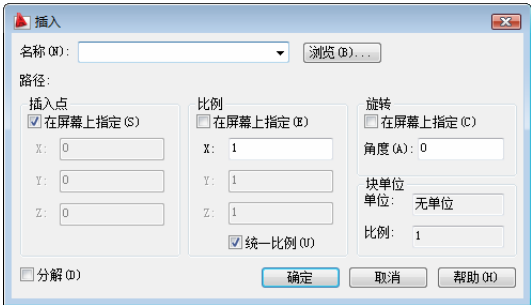 插入
名称(N): 浏览(B)...
路径:
插入点 比例 旋转
在屏幕上指定(S) 在屏幕上指定(E) 在屏幕上指定(C)
X: 0 X: 1 角度(A): 0
Y: 0 Y: 1 块单位
单位: 无单位
Z: 0 Z: 1
比例: 1
统一比例(U)
分解(D) 确定 取消 帮助(H)